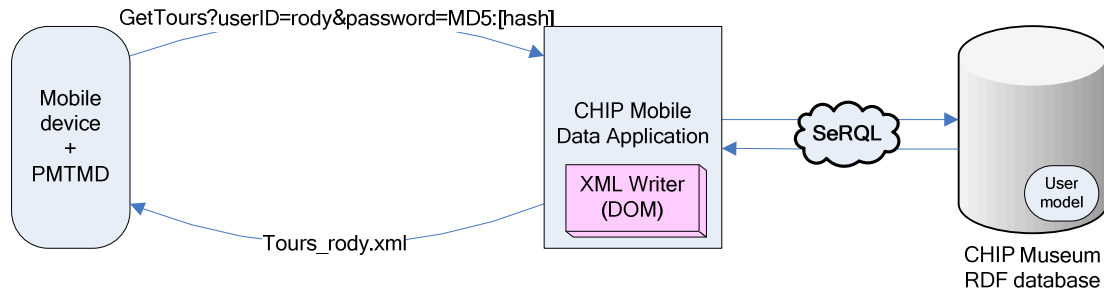 GetTours?userID=rody&password=MD5:[hash]
Mobile
device
+
PMTMD
CHIP Mobile
Data Application
XML Writer
(DOM)
Tours_rody.xml
SeRQL
User
model
CHIP Museum
RDF database